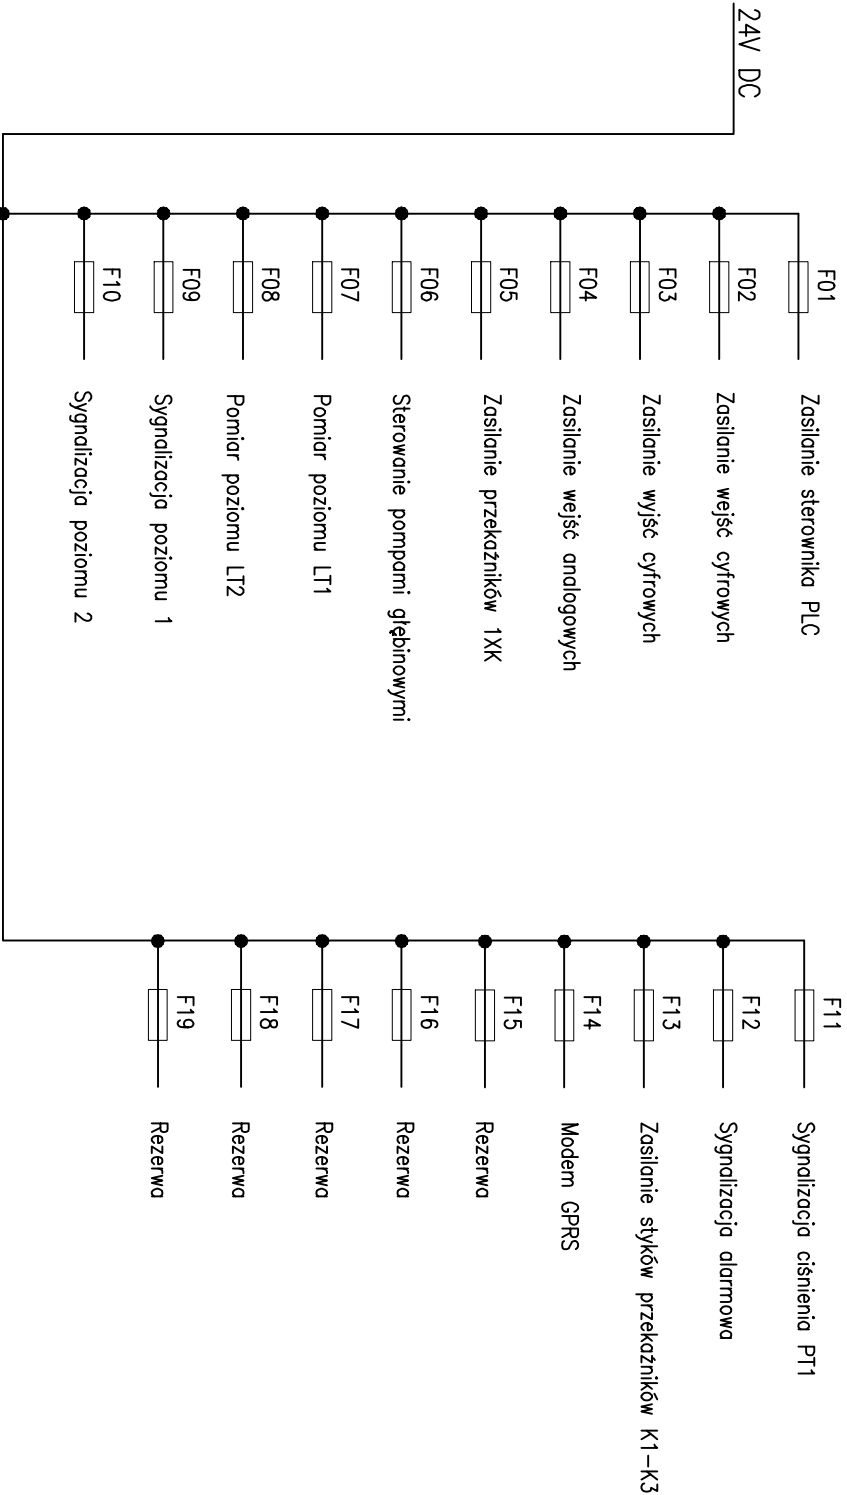 24V DC
F01
Zasilanie sterownika PLC
F02
Zasilanie wejść cyfrowych
F03
Zasilanie wyjść cyfrowych
F04
Zasilanie wejść analogowych
F05
Zasilanie przekaźników 1XK
F06
Sterowanie pompami głębinowymi
F07
Pomiar poziomu LT1
F08
Pomiar poziomu LT2
F09
Sygnalizacja poziomu 1
F10
Sygnalizacja poziomu 2
F11
Sygnalizacja ciśnienia PT1
F12
Sygnalizacja alarmowa
F13
Zasilanie styków przekaźników K1-K3
F14
Modem GPRS
F15
Rezerwa
F16
Rezerwa
F17
Rezerwa
F18
Rezerwa
F19
Rezerwa